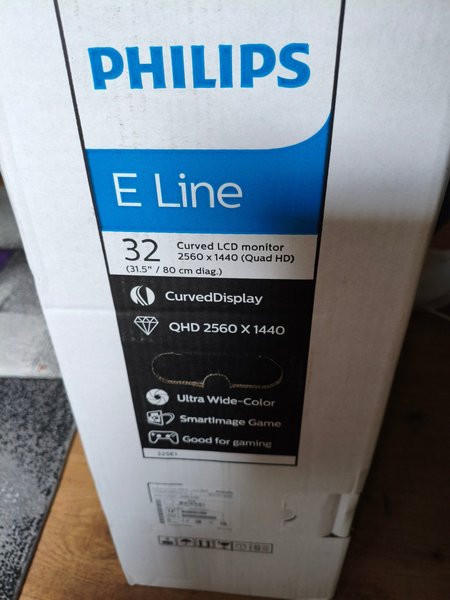 PHILIPS
E Line
32
Curved LCD monitor
2560 x 1440 (Quad HD)
(31.5" / 80 cm diag.)
CurvedDisplay
QHD 2560 X 1440
Ultra Wide-Color
SmartImage Game
Good for gaming